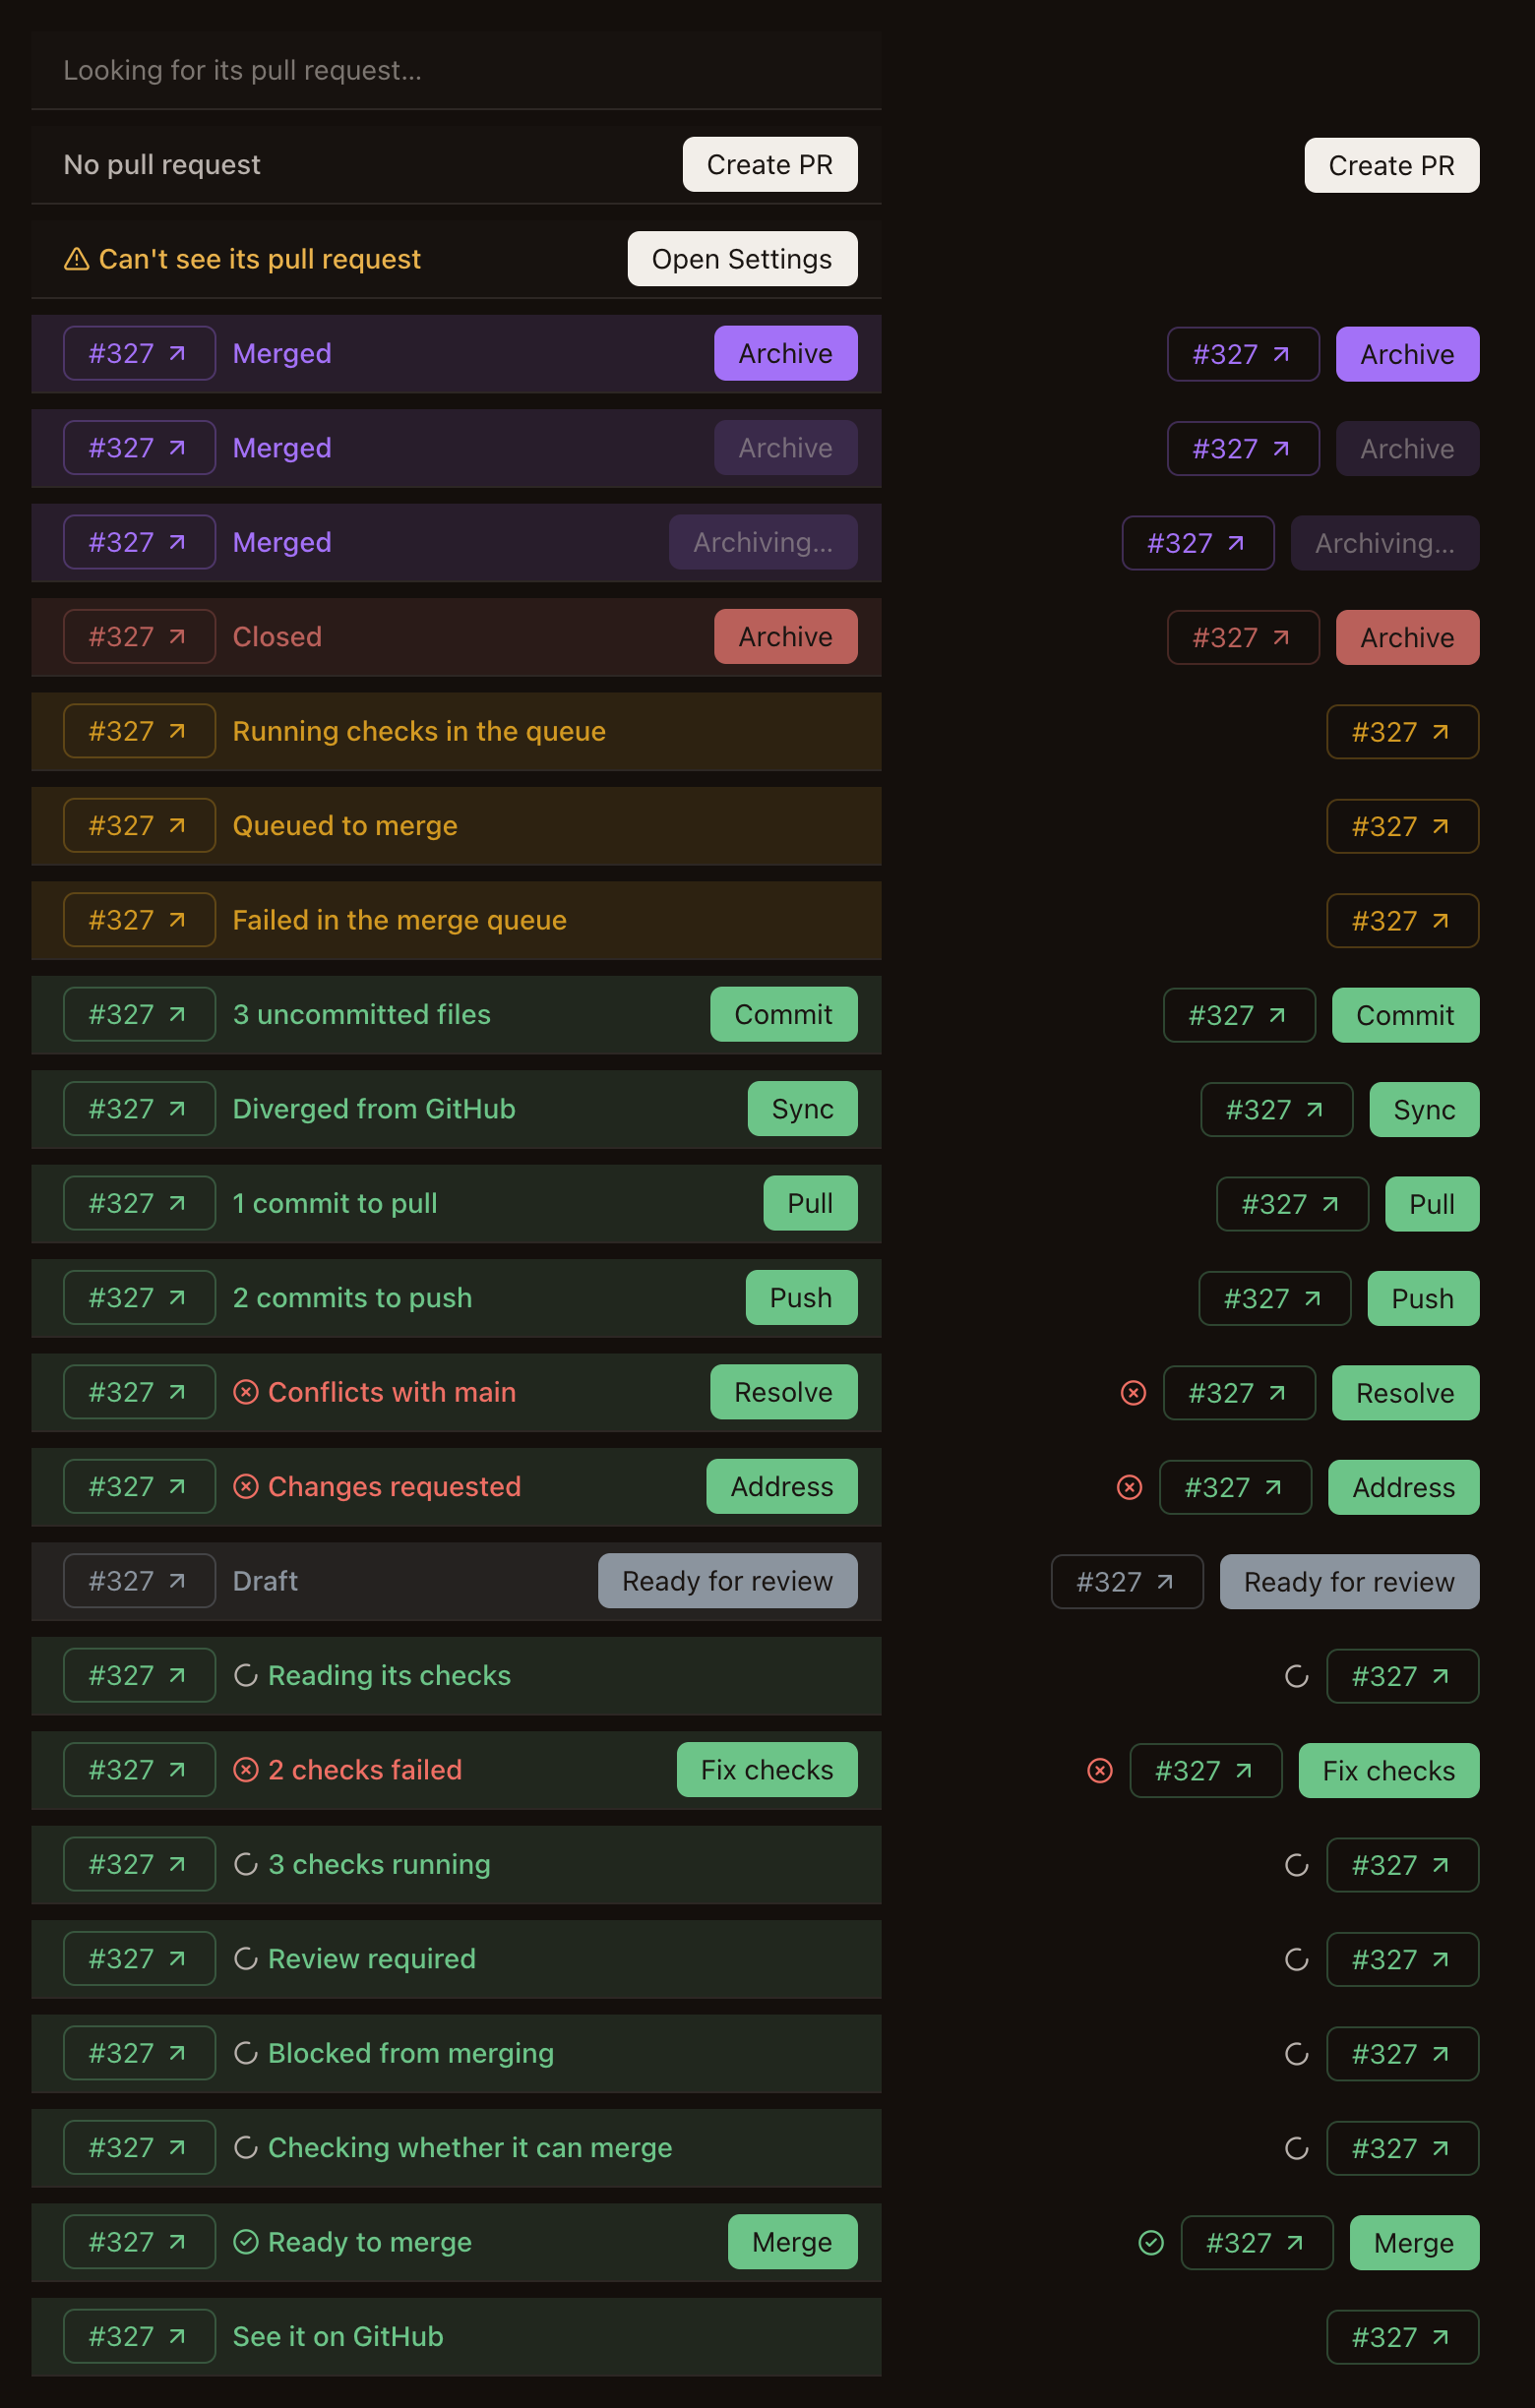 Looking for its pull request...
No pull request Create PR Create PR
Can't see its pull request Open Settings
#327 Merged Archive #327 Archive
#327 Merged Archive #327 Archive
#327 Merged Archiving... #327 Archiving...
#327 Closed Archive #327 Archive
#327 Running checks in the queue #327
#327 Queued to merge #327
#327 Failed in the merge queue #327
#327 3 uncommitted files Commit #327 Commit
#327 Diverged from GitHub Sync #327 Sync
#327 1 commit to pull Pull #327 Pull
#327 2 commits to push Push #327 Push
#327 Conflicts with main Resolve #327 Resolve
#327 Changes requested Address #327 Address
#327 Draft Ready for review #327 Ready for review
#327 Reading its checks #327
#327 2 checks failed Fix checks #327 Fix checks
#327 3 checks running #327
#327 Review required #327
#327 Blocked from merging #327
#327 Checking whether it can merge #327
#327 Ready to merge Merge #327 Merge
#327 See it on GitHub #327